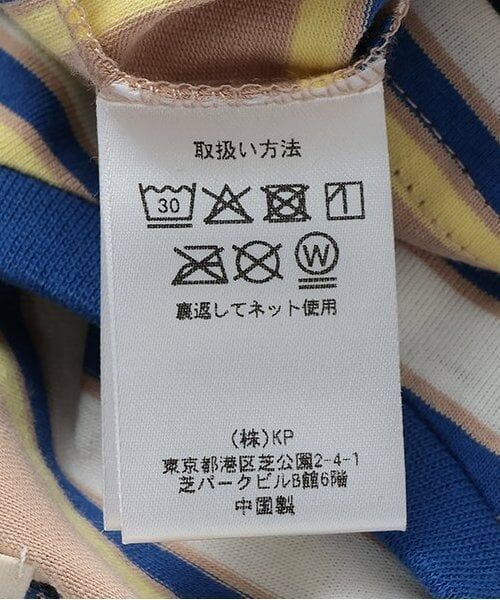 取扱い方法
30
W
裏返してネット使用
(株)KP
東京都港区芝公園2-4-1
芝パークビルB館6階
中国製